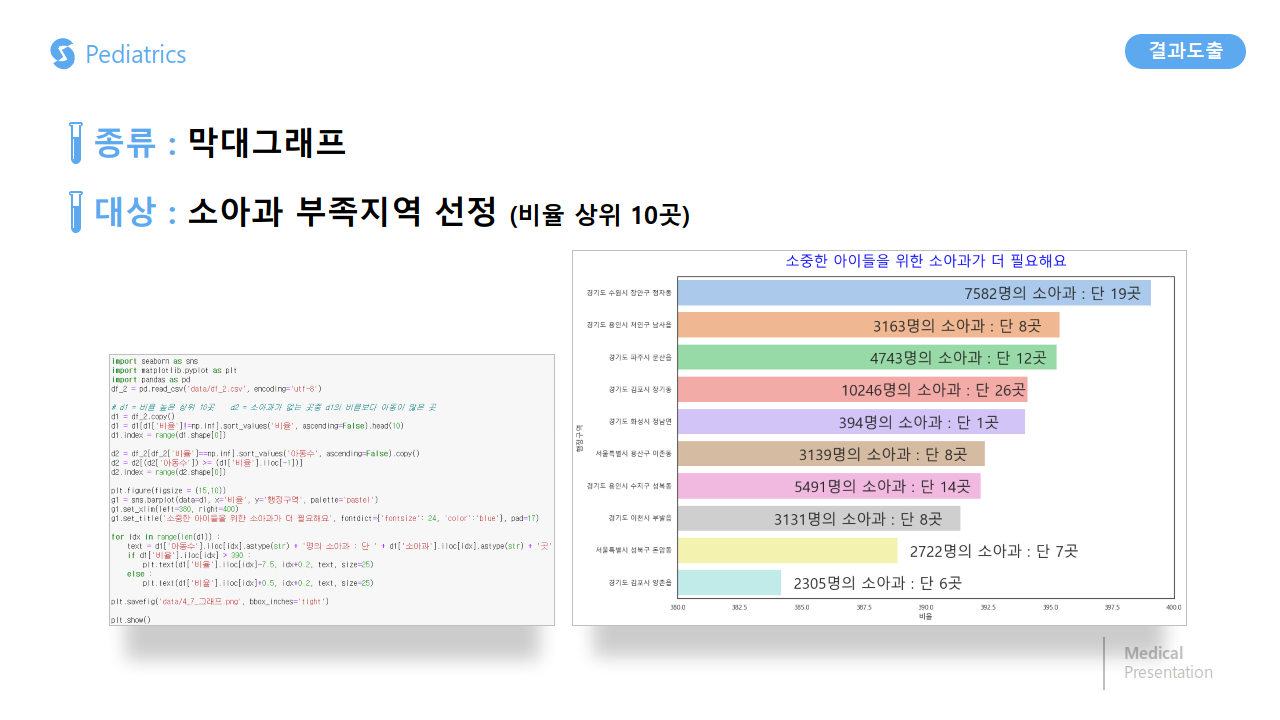 Pediatrics
결과도출
종류 : 막대그래프
대상 : 소아과 부족지역 선정 (비율 상위 10곳)
import seaborn as sns
import matplotlib.pyplot as plt
import pandas as pd
df_2 = pd.read_csv('data/df_2.csv', encoding='utf-8')
# d1 = 비율 높은 상위 10곳    d2 = 소아과가 없는 곳중 d1의 비율보다 아동이 많은 곳
d1 = df_2.copy()
d1 = d1[d1['비율']!=np.inf].sort_values('비율', ascending=False).head(10)
d1.index = range(d1.shape[0])
d2 = df_2[df_2['비율']==np.inf].sort_values('아동수', ascending=False).copy()
d2 = d2[(d2['아동수']) >= (d1['비율'].iloc[-1])]
d2.index = range(d2.shape[0])
plt.figure(figsize = (15,10))
g1 = sns.barplot(data=d1, x='비율', y='행정구역', palette='pastel')
g1.set_xlim(left=380, right=400)
g1.set_title('소중한 아이들을 위한 소아과가 더 필요해요', fontdict={'fontsize': 24, 'color':'blue'}, pad=17)
for idx in range(len(d1)) :
    text = d1['아동수'].iloc[idx].astype(str) + '명의 소아과 : 단 ' + d1['소아과'].iloc[idx].astype(str) + '곳'
    if d1['비율'].iloc[idx] > 390 :
        plt.text(d1['비율'].iloc[idx]-7.5, idx+0.2, text, size=25)
    else :
        plt.text(d1['비율'].iloc[idx]+0.5, idx+0.2, text, size=25)
plt.savefig('data/4_7_그래프.png', bbox_inches='tight')
plt.show()
소중한 아이들을 위한 소아과가 더 필요해요
경기도 수원시 장안구 정자동 7582명의 소아과 : 단 19곳
경기도 용인시 처인구 남사읍 3163명의 소아과 : 단 8곳
경기도 파주시 문산읍 4743명의 소아과 : 단 12곳
경기도 김포시 장기동 10246명의 소아과 : 단 26곳
경기도 화성시 정남면 394명의 소아과 : 단 1곳
서울특별시 용산구 이촌동 3139명의 소아과 : 단 8곳
경기도 용인시 수지구 성복동 5491명의 소아과 : 단 14곳
경기도 이천시 부발읍 3131명의 소아과 : 단 8곳
서울특별시 성북구 돈암동 2722명의 소아과 : 단 7곳
경기도 김포시 양촌읍 2305명의 소아과 : 단 6곳
행정구역
380.0 382.5 385.0 387.5 390.0 392.5 395.0 397.5 400.0
비율
Medical
Presentation